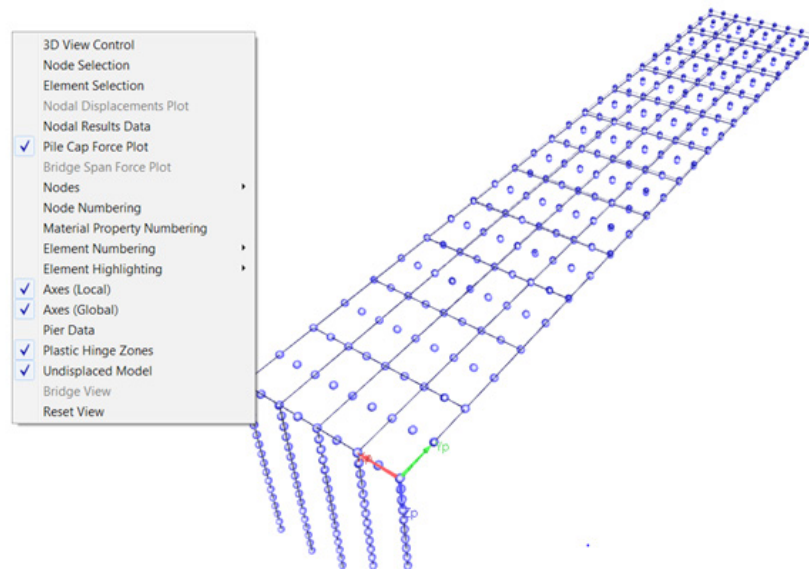 3D View Control
Node Selection
Element Selection
Nodal Displacements Plot
Nodal Results Data
Pile Cap Force Plot
Bridge Span Force Plot
Nodes
Node Numbering
Material Property Numbering
Element Numbering
Element Highlighting
Axes (Local)
Axes (Global)
Pier Data
Plastic Hinge Zones
Undisplaced Model
Bridge View
Reset View
Yp
Zp